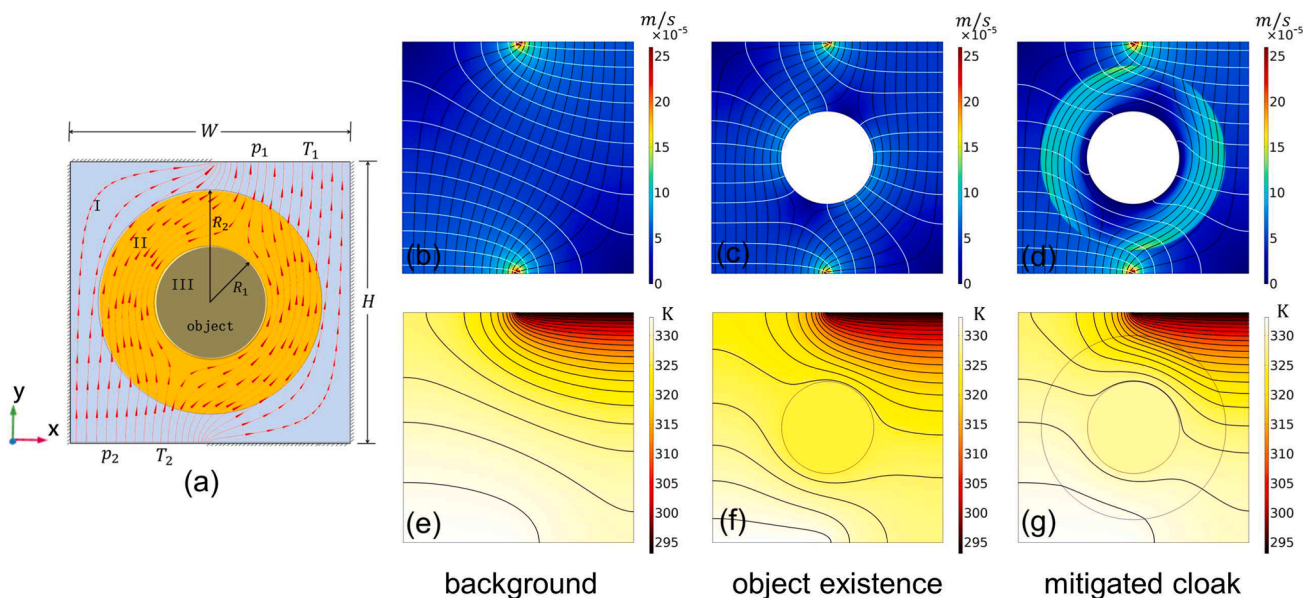 W
p₁ T₁
I
II
R₂
III
R₁
object
H
y
x
p₂ T₂
(a)
m/s
×10⁻⁵
25
20
15
10
5
0
(b)
m/s
×10⁻⁵
25
20
15
10
5
0
(c)
m/s
×10⁻⁵
25
20
15
10
5
0
(d)
K
330
325
320
315
310
305
300
295
(e)
K
330
325
320
315
310
305
300
295
(f)
K
330
325
320
315
310
305
300
295
(g)
background object existence mitigated cloak